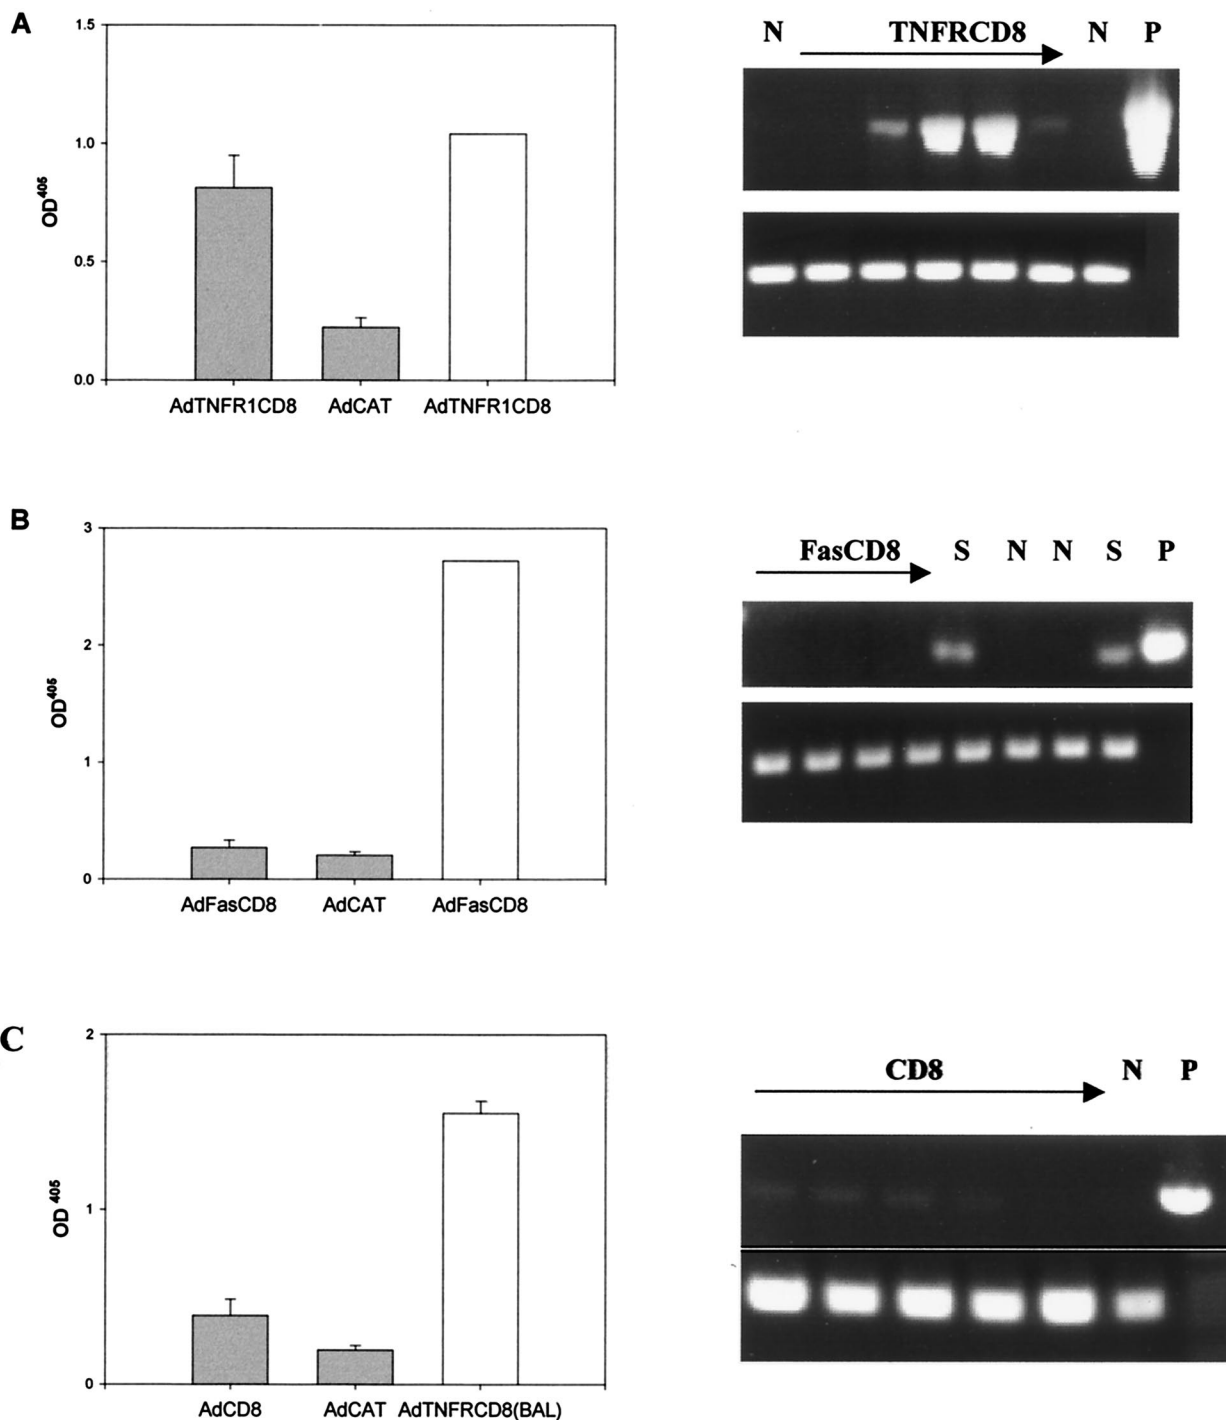 A
1.5
1.0
0.5
0.0
OD405
AdTNFR1CD8 AdCAT AdTNFR1CD8
N TNFRCD8 N P
B
3
2
1
0
OD405
AdFasCD8 AdCAT AdFasCD8
FasCD8 S N N S P
C
2
1
0
OD 405
AdCD8 AdCAT AdTNFRCD8(BAL)
CD8 N P